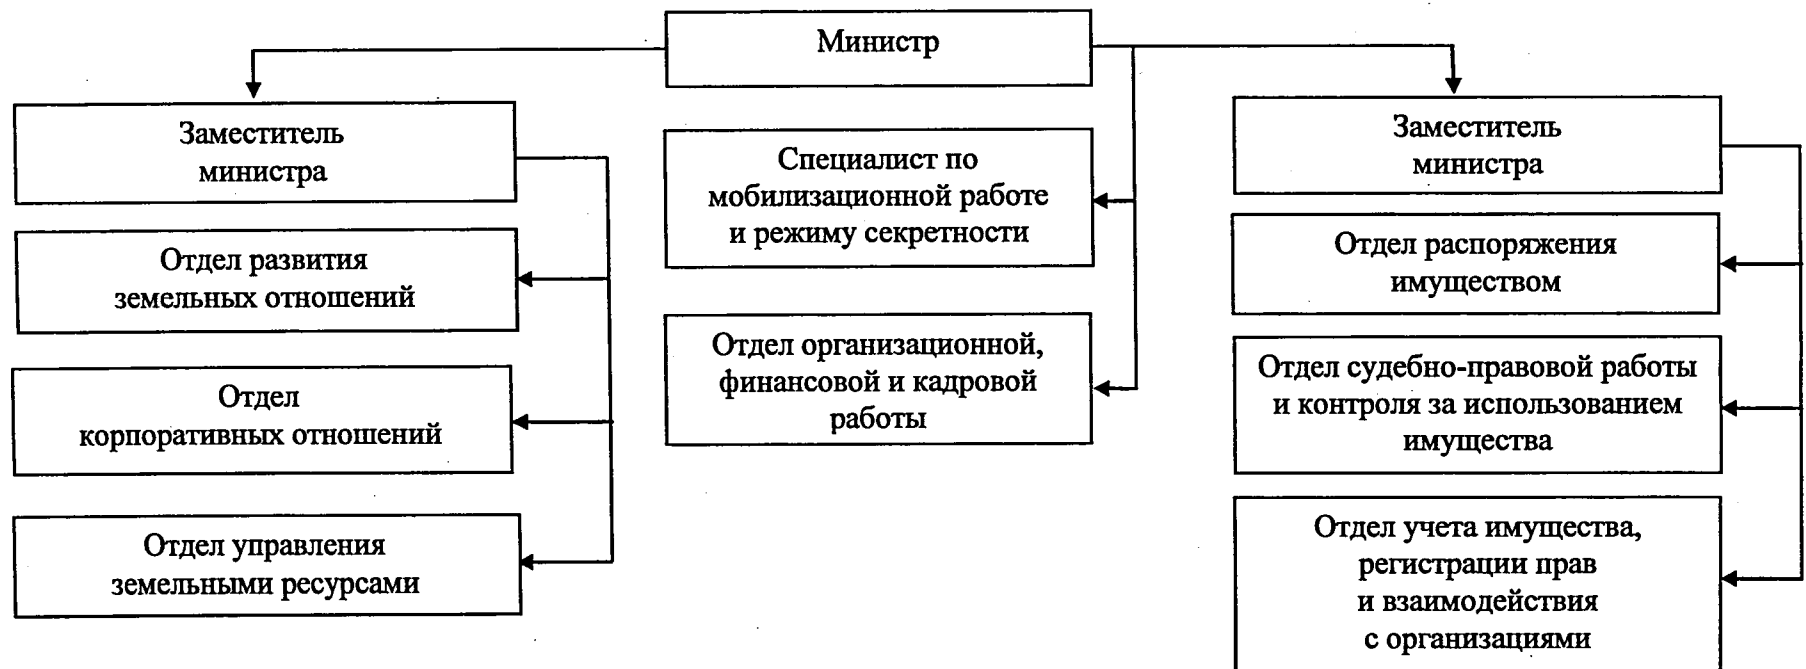 Министр
Заместитель
министра
Отдел развития
земельных отношений
Отдел
корпоративных отношений
Отдел управления
земельными ресурсами
Специалист по
мобилизационной работе
и режиму секретности
Отдел организационной,
финансовой и кадровой
работы
Заместитель
министра
Отдел распоряжения
имуществом
Отдел судебно-правовой работы
и контроля за использованием
имущества
Отдел учета имущества,
регистрации прав
и взаимодействия
с организациями